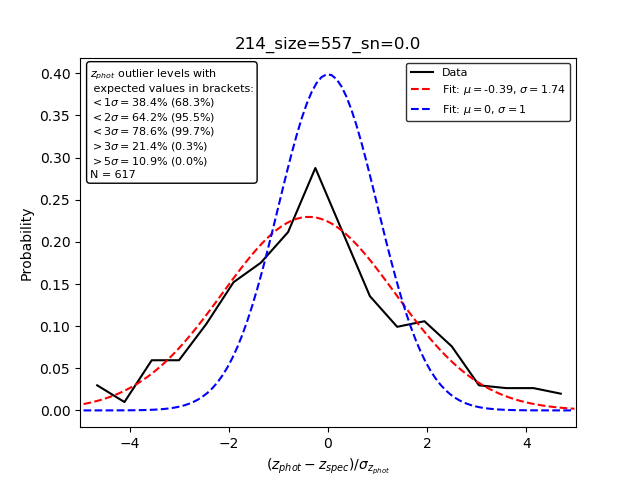 214_size=557_sn=0.0
z_phot outlier levels with
expected values in brackets:
<1σ = 38.4% (68.3%)
<2σ = 64.2% (95.5%)
<3σ = 78.6% (99.7%)
>3σ = 21.4% (0.3%)
>5σ = 10.9% (0.0%)
N = 617
Data
Fit: μ = -0.39, σ = 1.74
Fit: μ = 0, σ = 1
Probability
0.40
0.35
0.30
0.25
0.20
0.15
0.10
0.05
0.00
−4 −2 0 2 4
(z_phot − z_spec)/σ_z_phot